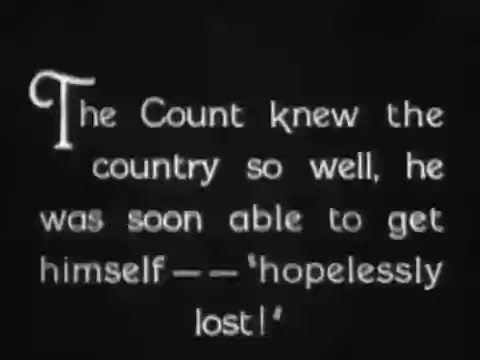 The Count knew the
country so well, he
was soon able to get
himself — — 'hopelessly
lost!'